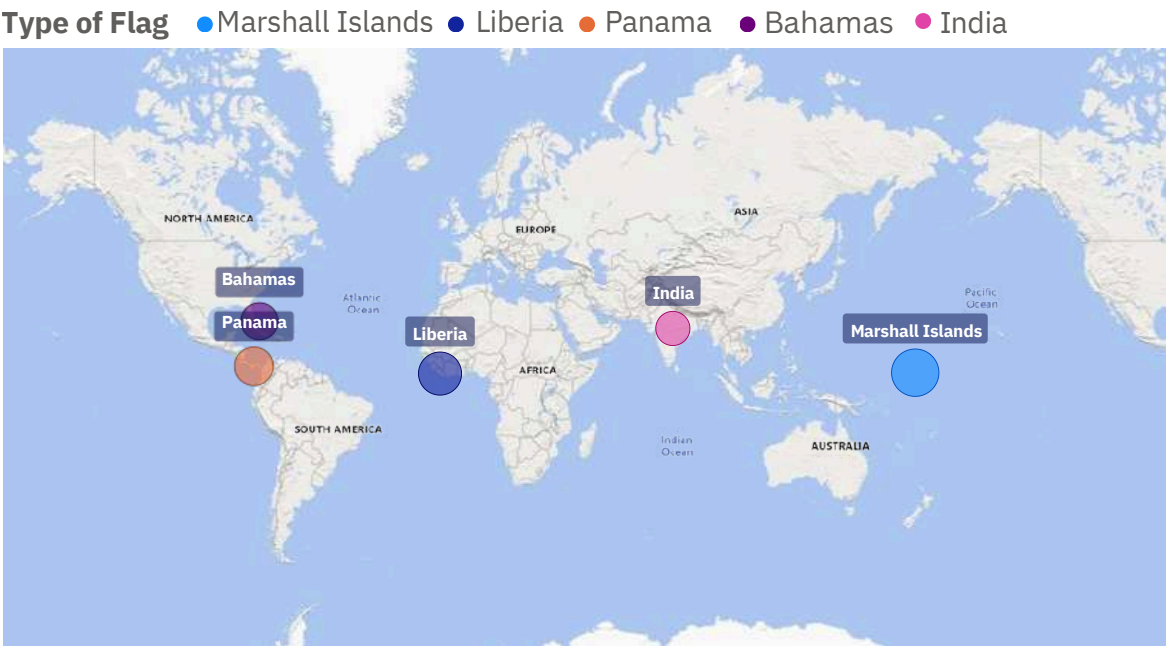 Type of Flag Marshall Islands Liberia Panama Bahamas India
NORTH AMERICA
ASIA
EUROPE
Bahamas
India
Atlantic
Ocean
Pacific
Ocean
Panama
Liberia
Marshall Islands
AFRICA
SOUTH AMERICA
Indian
Ocean
AUSTRALIA